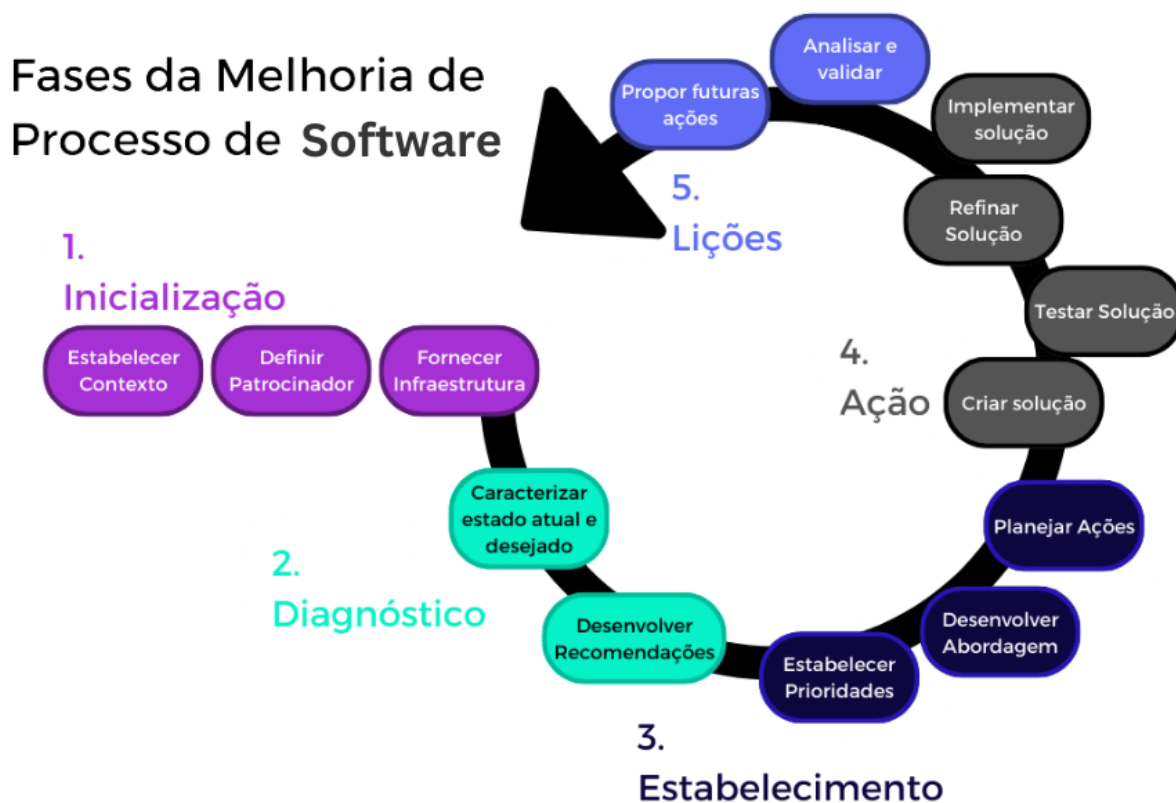 Fases da Melhoria de
Processo de Software
1.
Inicialização
Estabelecer
Contexto
Definir
Patrocinador
Fornecer
Infraestrutura
2.
Diagnóstico
Caracterizar
estado atual e
desejado
Desenvolver
Recomendações
3.
Estabelecimento
Estabelecer
Prioridades
Desenvolver
Abordagem
Planejar Ações
4.
Ação
Criar solução
Testar Solução
Refinar
Solução
Implementar
solução
5.
Lições
Analisar e
validar
Propor futuras
ações